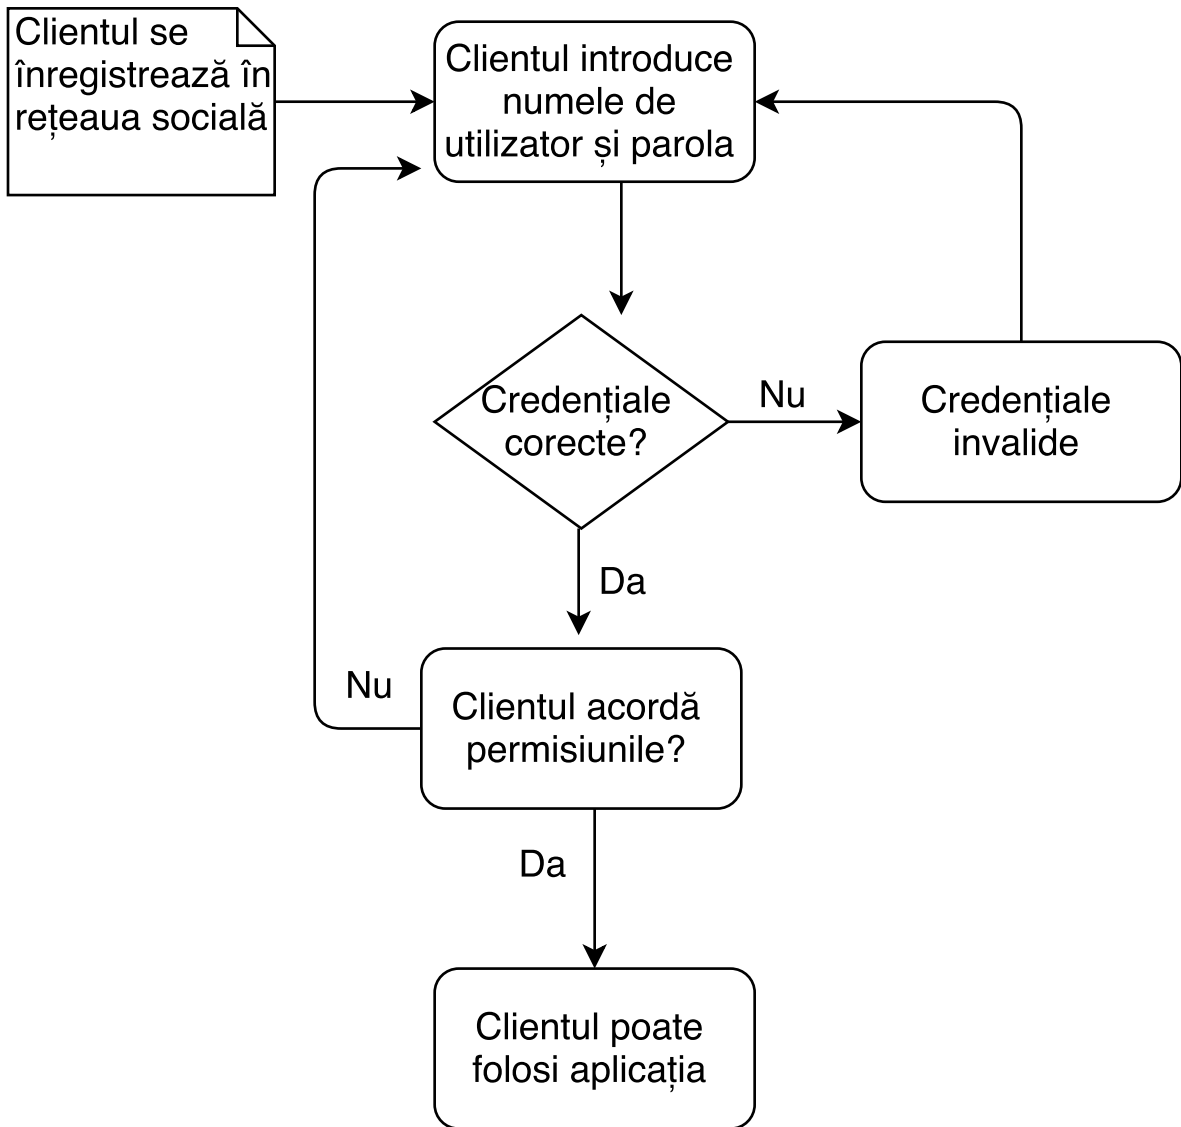 Clientul se
înregistrează în
rețeaua socială
Clientul introduce
numele de
utilizator și parola
Credențiale
corecte?
Nu
Credențiale
invalide
Da
Nu
Clientul acordă
permisiunile?
Da
Clientul poate
folosi aplicația